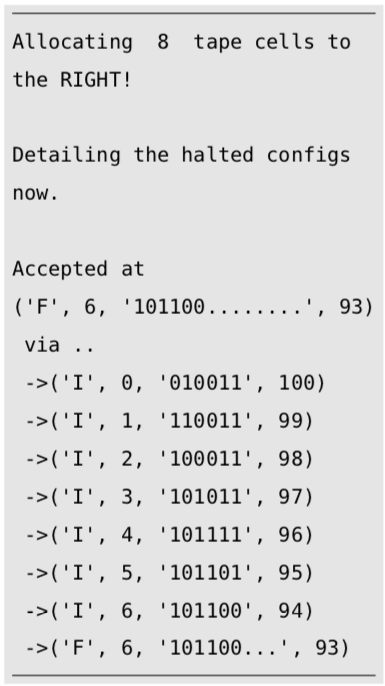 Allocating  8  tape cells to
the RIGHT!
Detailing the halted configs
now.
Accepted at
('F', 6, '101100........', 93)
 via ..
 ->('I', 0, '010011', 100)
 ->('I', 1, '110011', 99)
 ->('I', 2, '100011', 98)
 ->('I', 3, '101011', 97)
 ->('I', 4, '101111', 96)
 ->('I', 5, '101101', 95)
 ->('I', 6, '101100', 94)
 ->('F', 6, '101100...', 93)